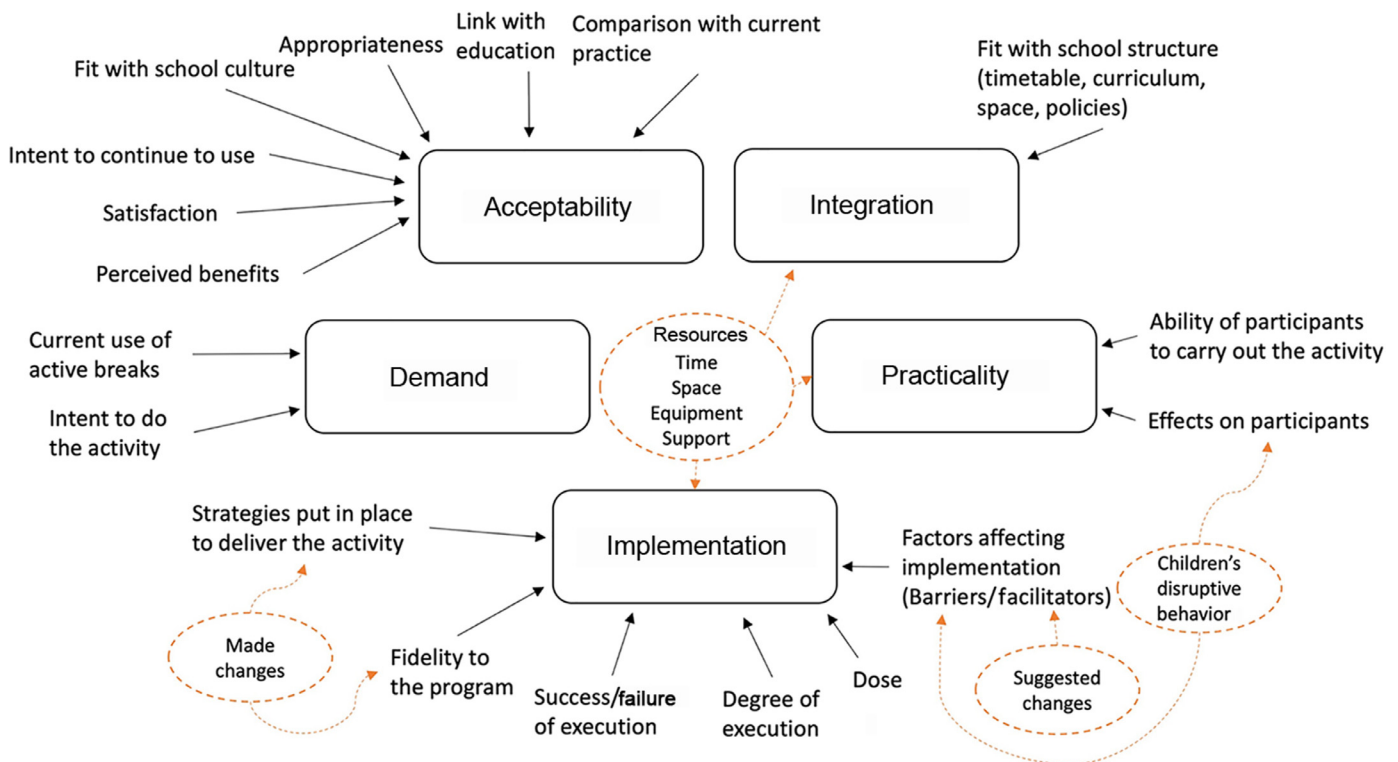 Link with
education
Comparison with current
practice
Appropriateness
Fit with school culture
Fit with school structure
(timetable, curriculum,
space, policies)
Intent to continue to use
Satisfaction
Perceived benefits
Acceptability
Integration
Current use of
active breaks
Intent to do
the activity
Demand
Resources
Time
Space
Equipment
Support
Practicality
Ability of participants
to carry out the activity
Effects on participants
Strategies put in place
to deliver the activity
Implementation
Factors affecting
implementation
(Barriers/facilitators)
Children's
disruptive
behavior
Made
changes
Fidelity to
the program
Success/failure
of execution
Degree of
execution
Dose
Suggested
changes